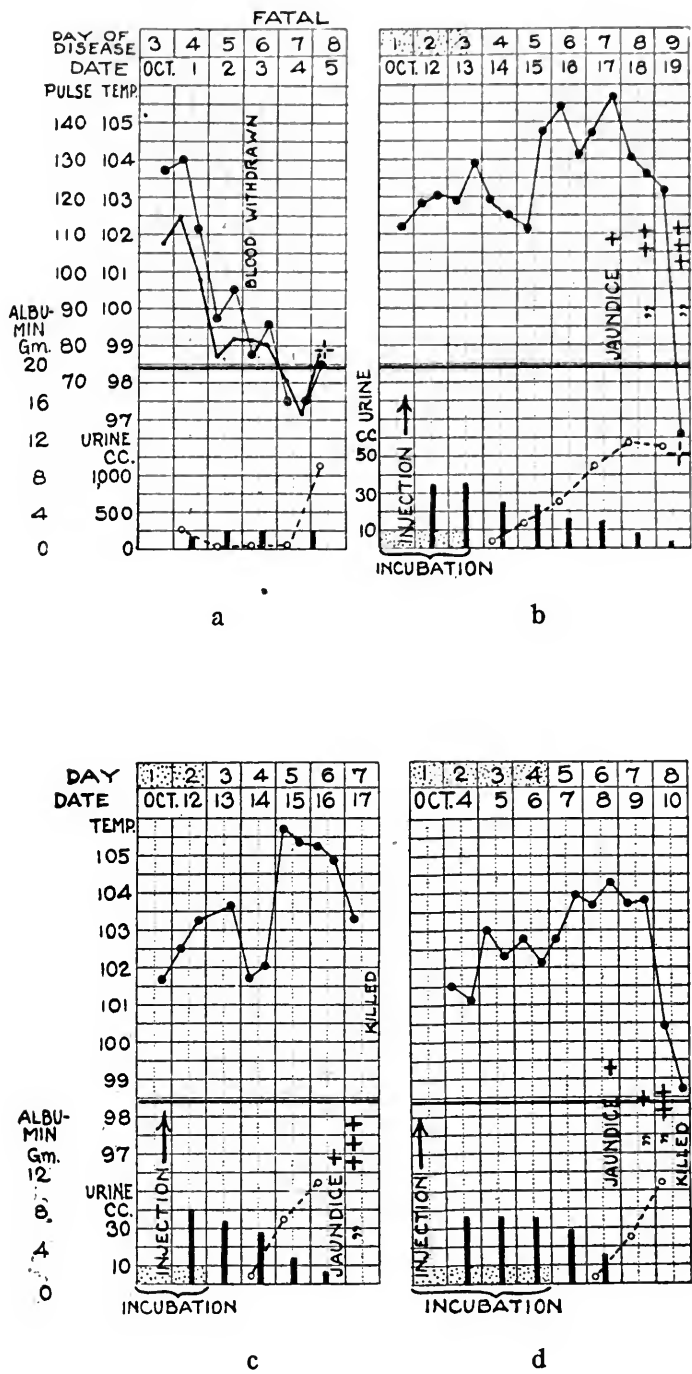 FATAL
DAY OF DISEASE 3 4 5 6 7 8
DATE OCT. 1 2 3 4 5
PULSE TEMP.
140 105
130 104
120 103
110 102
100 101
90 100
80 99
70 98
97
ALBU-
MIN
Gm.
20
16
12
8
4
0
URINE
CC.
1,000
500
0
BLOOD WITHDRAWN
1 2 3 4 5 6 7 8 9
OCT. 12 13 14 15 16 17 18 19
JAUNDICE +
" ++
" +++
CC. URINE
50
30
10
INJECTION →
INCUBATION
a
b
DAY 1 2 3 4 5 6 7
DATE OCT. 12 13 14 15 16 17
TEMP.
105
104
103
102
101
100
99
98
97
ALBU-
MIN
Gm.
12
8
4
0
URINE
CC.
30
10
INJECTION →
JAUNDICE +
" +++
KILLED
INCUBATION
1 2 3 4 5 6 7 8
OCT. 4 5 6 7 8 9 10
INJECTION →
JAUNDICE +
" +
" ++
KILLED
INCUBATION
c
d